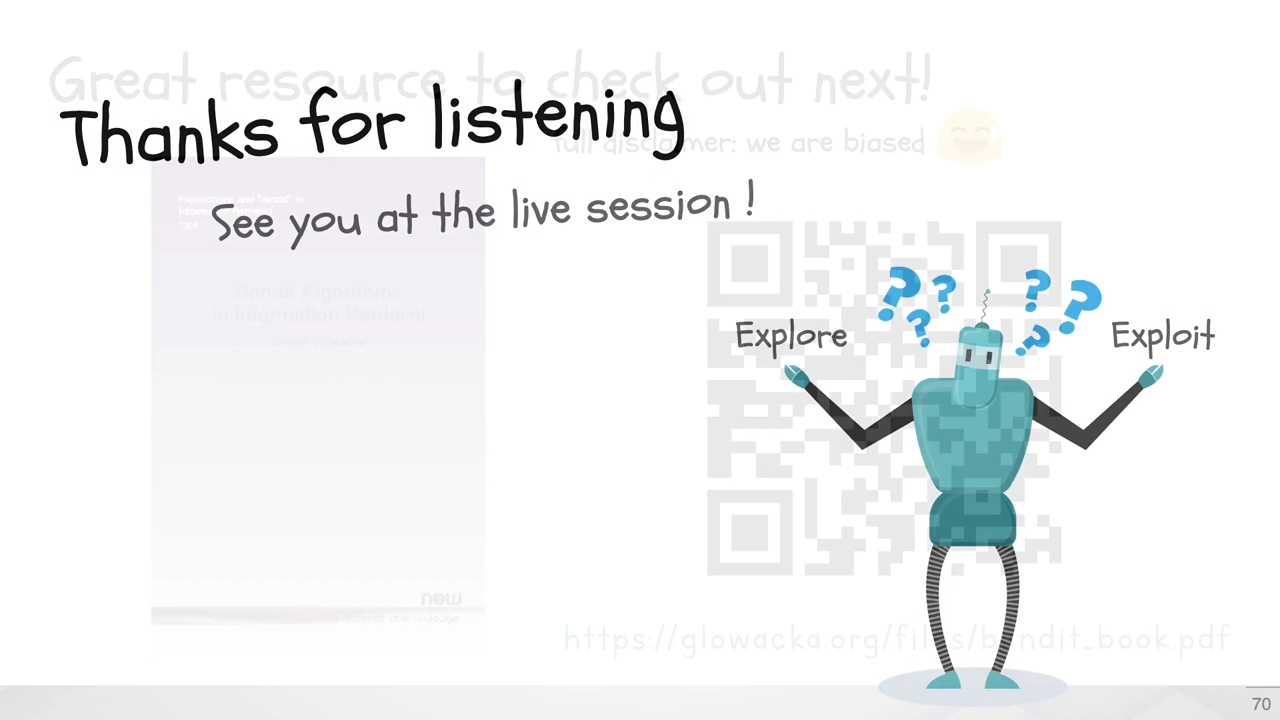 Great resource to check out next!
Thanks for listening
full disclaimer: we are biased
See you at the live session !
Bandit Algorithms
in Information Retrieval
Explore
Exploit
now
https://glowacka.org/files/bandit_book.pdf
70